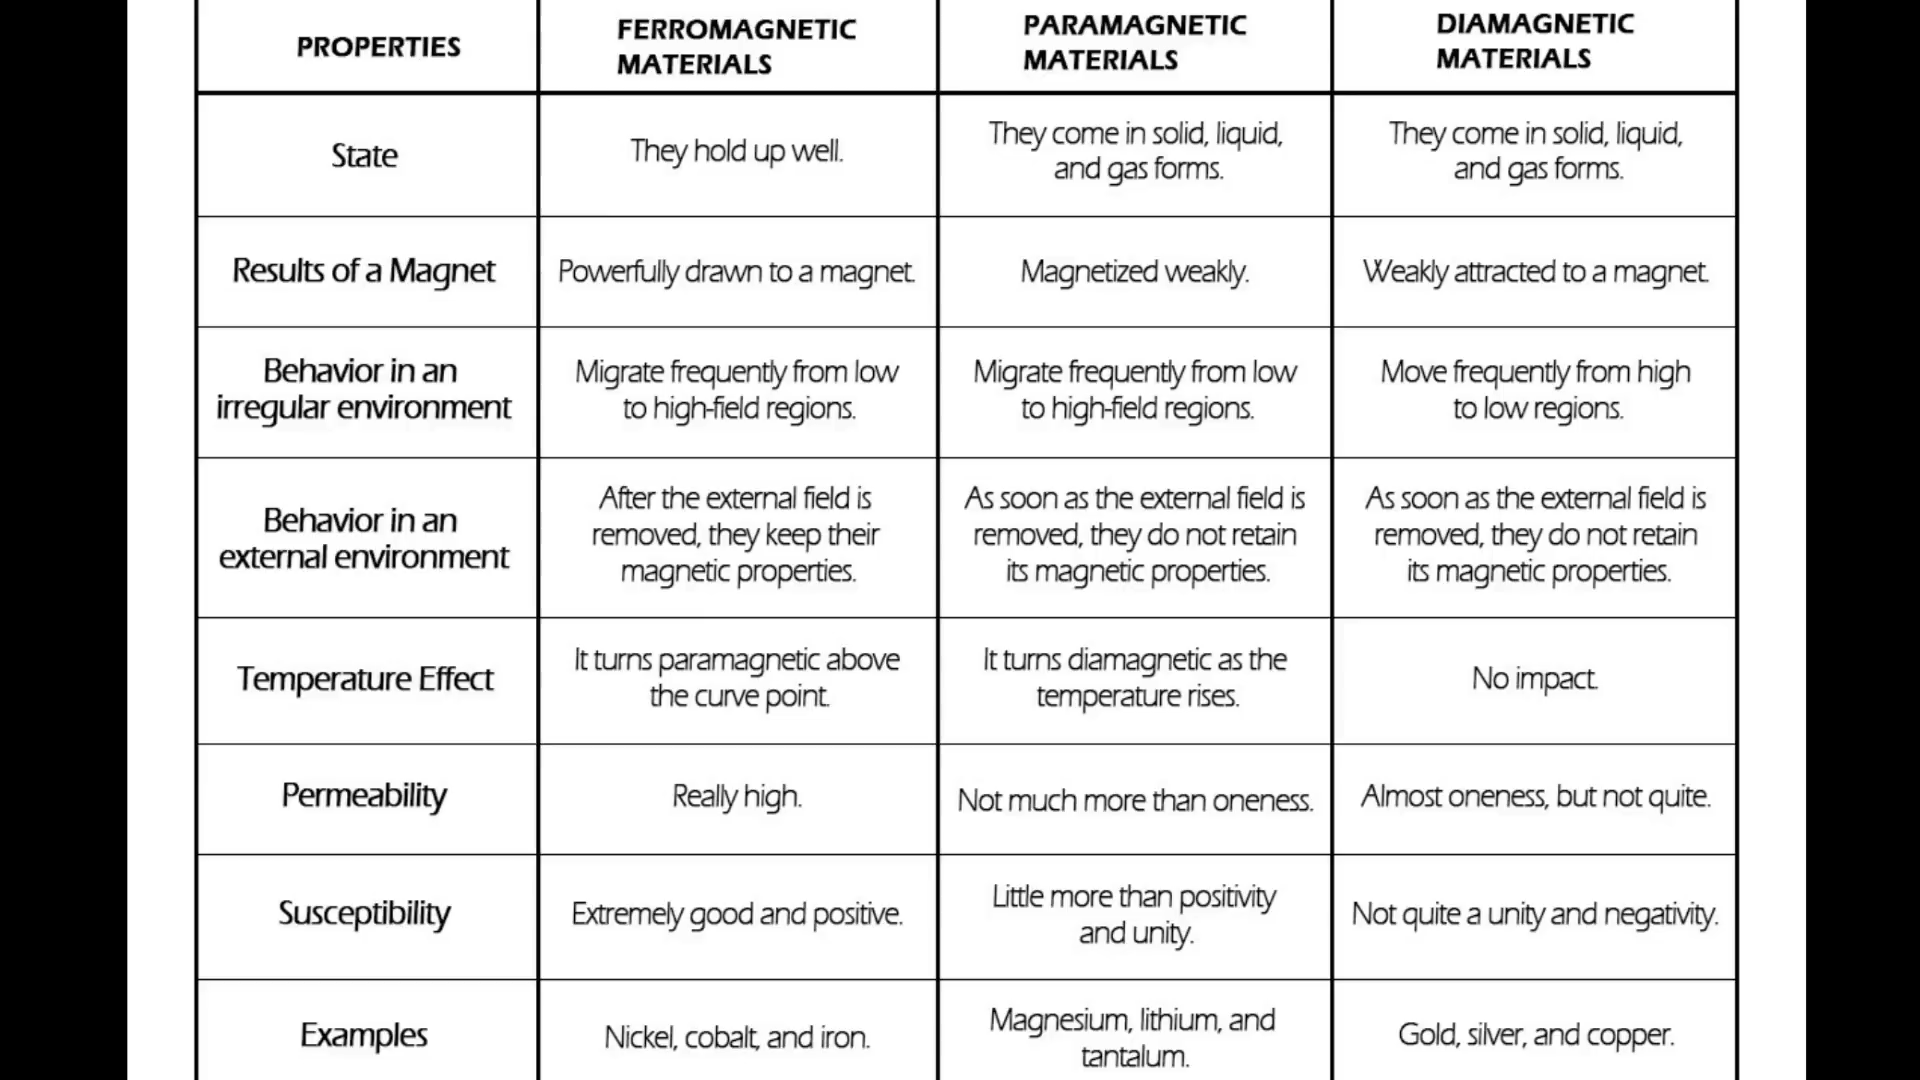 PROPERTIES
FERROMAGNETIC
MATERIALS
PARAMAGNETIC
MATERIALS
DIAMAGNETIC
MATERIALS
State
They hold up well.
They come in solid, liquid,
and gas forms.
They come in solid, liquid,
and gas forms.
Results of a Magnet
Powerfully drawn to a magnet.
Magnetized weakly.
Weakly attracted to a magnet.
Behavior in an
irregular environment
Migrate frequently from low
to high-field regions.
Migrate frequently from low
to high-field regions.
Move frequently from high
to low regions.
Behavior in an
external environment
After the external field is
removed, they keep their
magnetic properties.
As soon as the external field is
removed, they do not retain
its magnetic properties.
As soon as the external field is
removed, they do not retain
its magnetic properties.
Temperature Effect
It turns paramagnetic above
the curve point.
It turns diamagnetic as the
temperature rises.
No impact.
Permeability
Really high.
Not much more than oneness.
Almost oneness, but not quite.
Susceptibility
Extremely good and positive.
Little more than positivity
and unity.
Not quite a unity and negativity.
Examples
Nickel, cobalt, and iron.
Magnesium, lithium, and
tantalum.
Gold, silver, and copper.